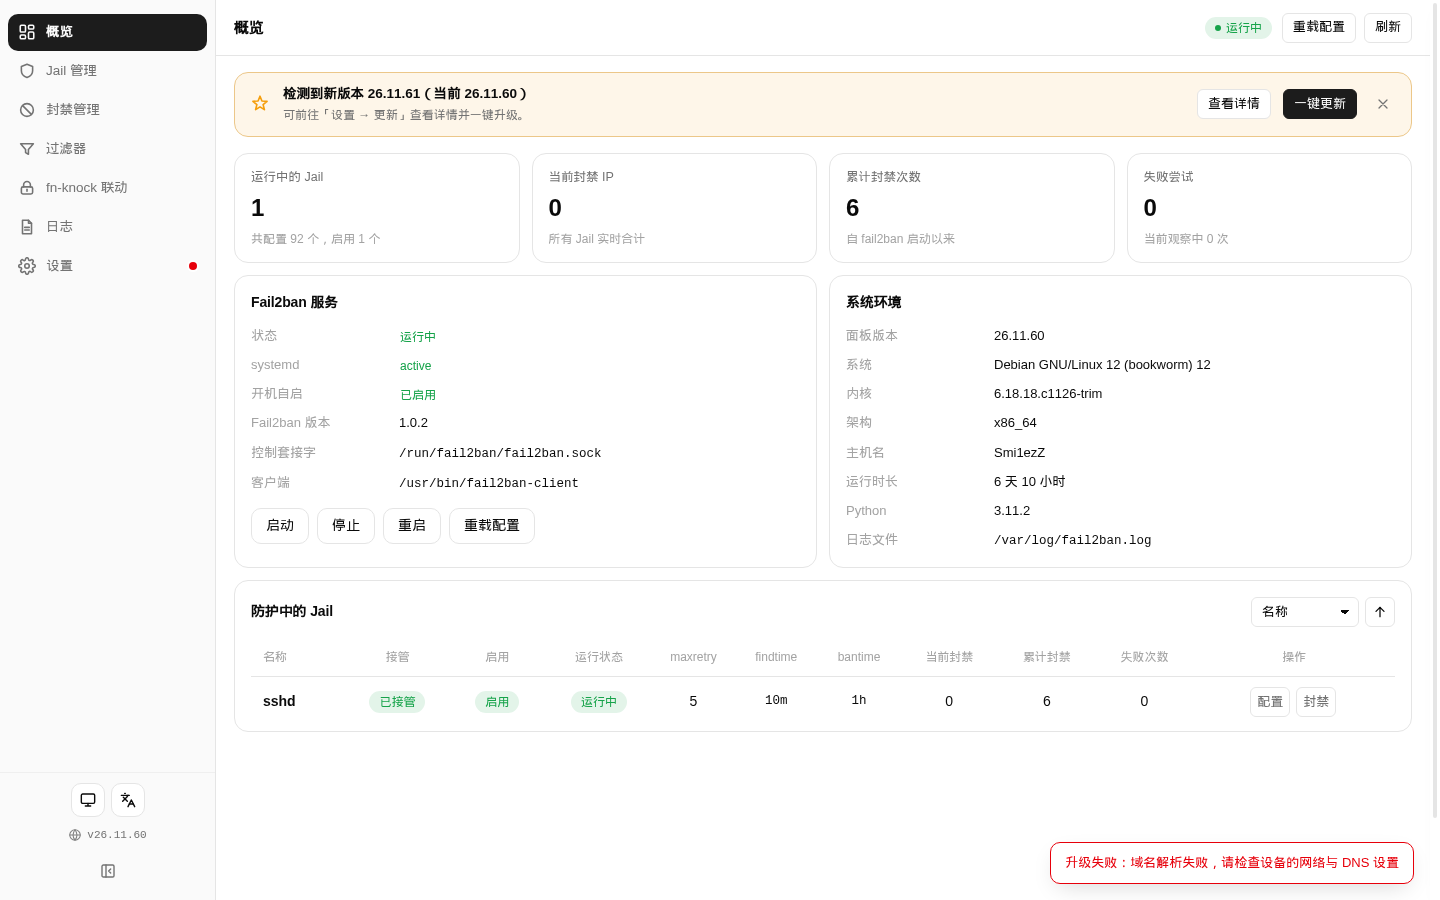 概览
Jail 管理
封禁管理
过滤器
fn-knock 联动
日志
设置
v26.11.60
概览
运行中
重载配置
刷新
检测到新版本 26.11.61（当前 26.11.60）
可前往「设置 → 更新」查看详情并一键升级。
查看详情
一键更新
运行中的 Jail
1
共配置 92 个，启用 1 个
当前封禁 IP
0
所有 Jail 实时合计
累计封禁次数
6
自 fail2ban 启动以来
失败尝试
0
当前观察中 0 次
Fail2ban 服务
状态 运行中
systemd active
开机自启 已启用
Fail2ban 版本 1.0.2
控制套接字 /run/fail2ban/fail2ban.sock
客户端 /usr/bin/fail2ban-client
启动 停止 重启 重载配置
系统环境
面板版本 26.11.60
系统 Debian GNU/Linux 12 (bookworm) 12
内核 6.18.18.c1126-trim
架构 x86_64
主机名 Smi1ezZ
运行时长 6 天 10 小时
Python 3.11.2
日志文件 /var/log/fail2ban.log
防护中的 Jail
名称
名称 接管 启用 运行状态 maxretry findtime bantime 当前封禁 累计封禁 失败次数 操作
sshd 已接管 启用 运行中 5 10m 1h 0 6 0 配置 封禁
升级失败：域名解析失败，请检查设备的网络与 DNS 设置